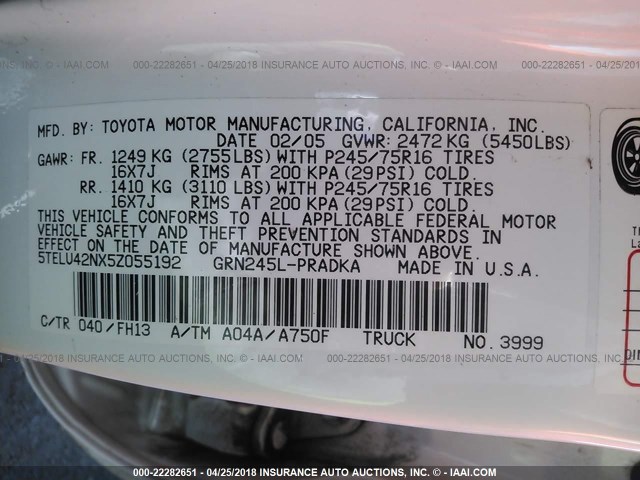 000-22282651 - 04/25/2018 INSURANCE AUTO AUCTIONS, INC. - IAAI.COM
MFD. BY: TOYOTA MOTOR MANUFACTURING, CALIFORNIA, INC.
DATE 02/05 GVWR: 2472 KG (5450LBS)
GAWR: FR. 1249 KG (2755LBS) WITH P245/75R16 TIRES
16X7J RIMS AT 200 KPA (29PSI) COLD.
RR. 1410 KG (3110 LBS) WITH P245/75R16 TIRES
16X7J RIMS AT 200 KPA (29PSI) COLD.
THIS VEHICLE CONFORMS TO ALL APPLICABLE FEDERAL MOTOR
VEHICLE SAFETY AND THEFT PREVENTION STANDARDS IN
EFFECT ON THE DATE OF MANUFACTURE SHOWN ABOVE.
5TELU42NX5Z055192 GRN245L-PRADKA MADE IN U.S.A.
C/TR 040/FH13 A/TM A04A/A750F TRUCK NO. 3999
000-22282651 - 04/25/2018 INSURANCE AUTO AUCTIONS, INC. - IAAI.COM
000-22282651 - 04/25/2018 INSURANCE AUTO AUCTIONS, INC. - IAAI.COM